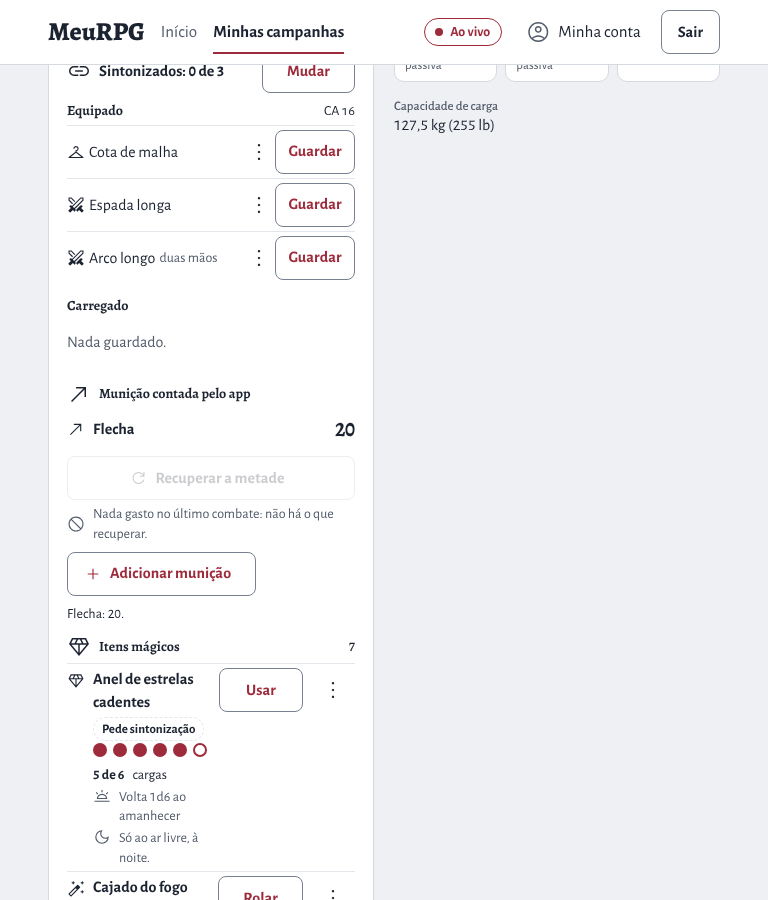 MeuRPG Início Minhas campanhas Ao vivo Minha conta Sair
Sintonizados: 0 de 3 Mudar
passiva passiva
Equipado CA 16
Capacidade de carga
127,5 kg (255 lb)
Cota de malha Guardar
Espada longa Guardar
Arco longo duas mãos Guardar
Carregado
Nada guardado.
Munição contada pelo app
Flecha 20
Recuperar a metade
Nada gasto no último combate: não há o que
recuperar.
Adicionar munição
Flecha: 20.
Itens mágicos 7
Anel de estrelas
cadentes
Usar
Pede sintonização
5 de 6 cargas
Volta 1d6 ao
amanhecer
Só ao ar livre, à
noite.
Cajado do fogo Rolar